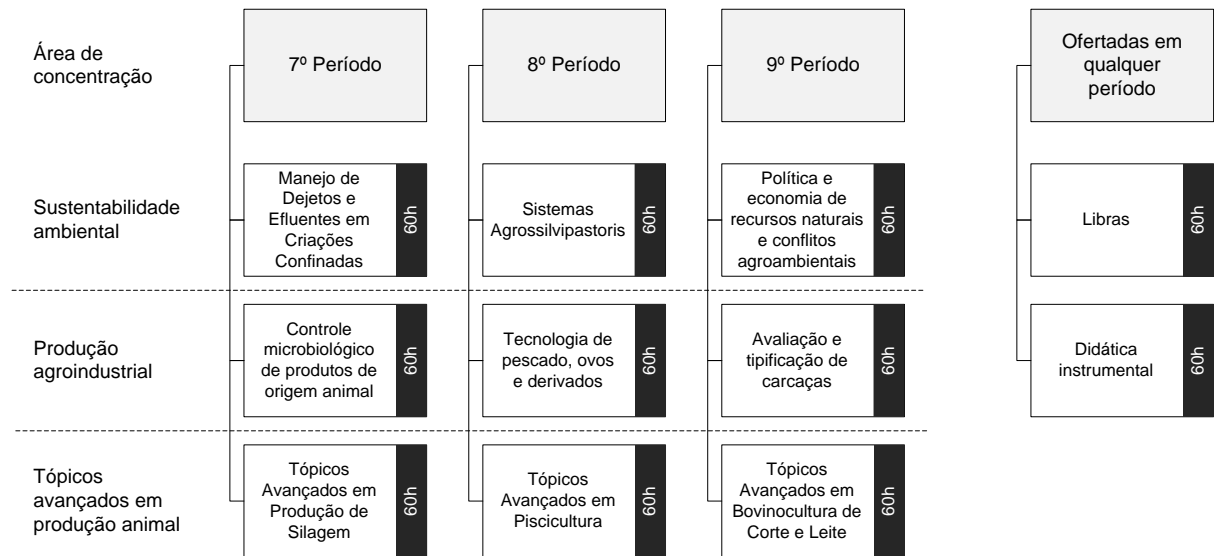 Área de
concentração
7º Período
8º Período
9º Período
Ofertadas em
qualquer
período
Sustentabilidade
ambiental
Manejo de
Dejetos e
Efluentes em
Criações
Confinadas
60h
Sistemas
Agrossilvipastoris
60h
Política e
economia de
recursos naturais
e conflitos
agroambientais
60h
Libras
60h
Produção
agroindustrial
Controle
microbiológico
de produtos de
origem animal
60h
Tecnologia de
pescado, ovos
e derivados
60h
Avaliação e
tipificação de
carcaças
60h
Didática
instrumental
60h
Tópicos
avançados em
produção animal
Tópicos
Avançados em
Produção de
Silagem
60h
Tópicos
Avançados em
Piscicultura
60h
Tópicos
Avançados em
Bovinocultura de
Corte e Leite
60h